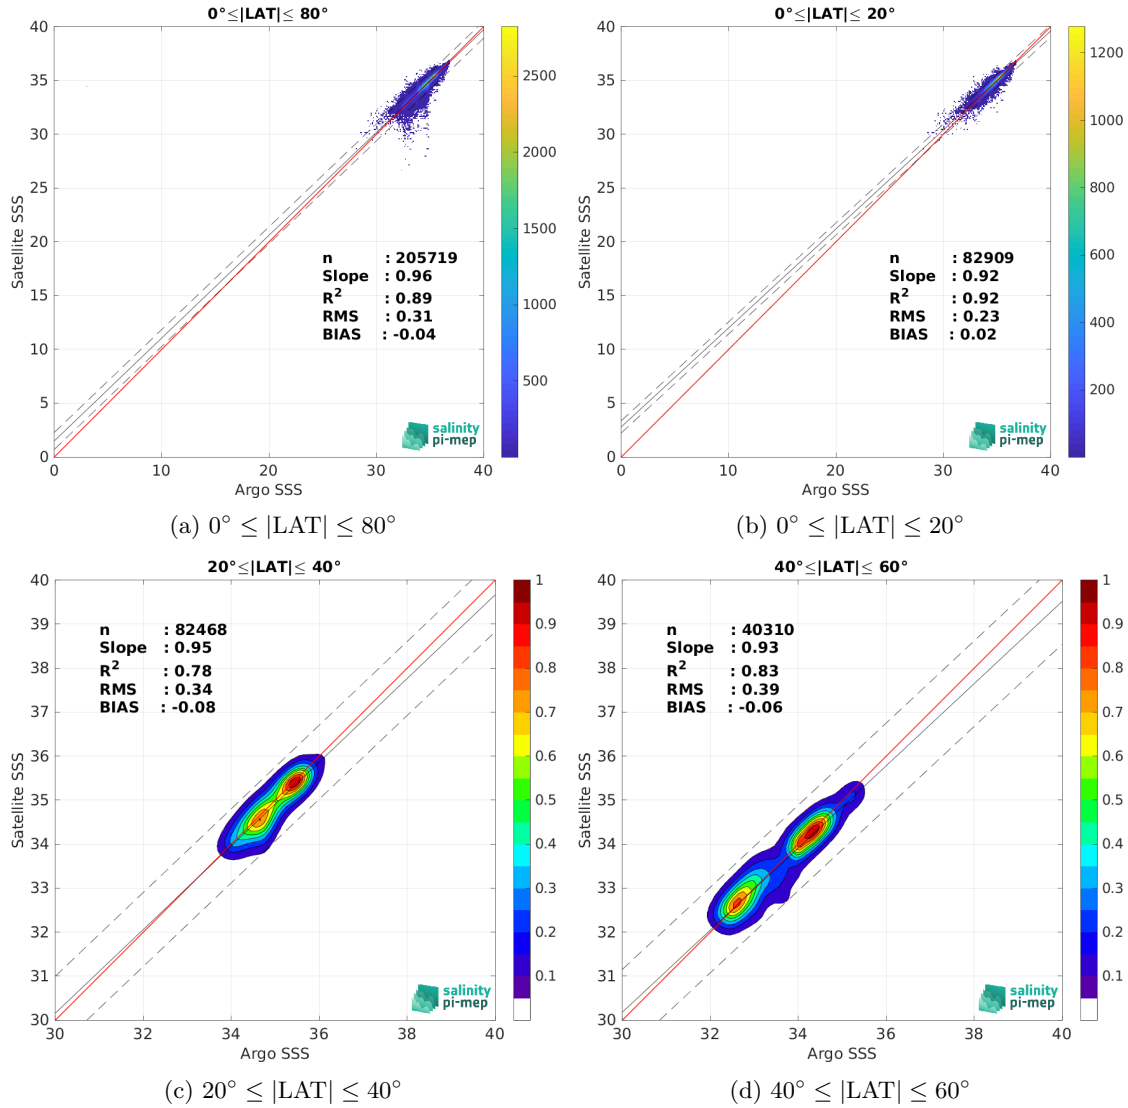 0°≤|LAT|≤ 80°
40
35
30
25
20
15
10
5
0
0
10
20
30
40
Satellite SSS
Argo SSS
n : 205719
Slope : 0.96
R² : 0.89
RMS : 0.31
BIAS : -0.04
2500
2000
1500
1000
500
salinity
pi-mep
(a) 0° ≤ |LAT| ≤ 80°
0°≤|LAT|≤ 20°
40
35
30
25
20
15
10
5
0
0
10
20
30
40
Satellite SSS
Argo SSS
n : 82909
Slope : 0.92
R² : 0.92
RMS : 0.23
BIAS : 0.02
1200
1000
800
600
400
200
salinity
pi-mep
(b) 0° ≤ |LAT| ≤ 20°
20°≤|LAT|≤ 40°
40
39
38
37
36
35
34
33
32
31
30
30
32
34
36
38
40
Satellite SSS
Argo SSS
n : 82468
Slope : 0.95
R² : 0.78
RMS : 0.34
BIAS : -0.08
1
0.9
0.8
0.7
0.6
0.5
0.4
0.3
0.2
0.1
salinity
pi-mep
(c) 20° ≤ |LAT| ≤ 40°
40°≤|LAT|≤ 60°
40
39
38
37
36
35
34
33
32
31
30
30
32
34
36
38
40
Satellite SSS
Argo SSS
n : 40310
Slope : 0.93
R² : 0.83
RMS : 0.39
BIAS : -0.06
1
0.9
0.8
0.7
0.6
0.5
0.4
0.3
0.2
0.1
salinity
pi-mep
(d) 40° ≤ |LAT| ≤ 60°